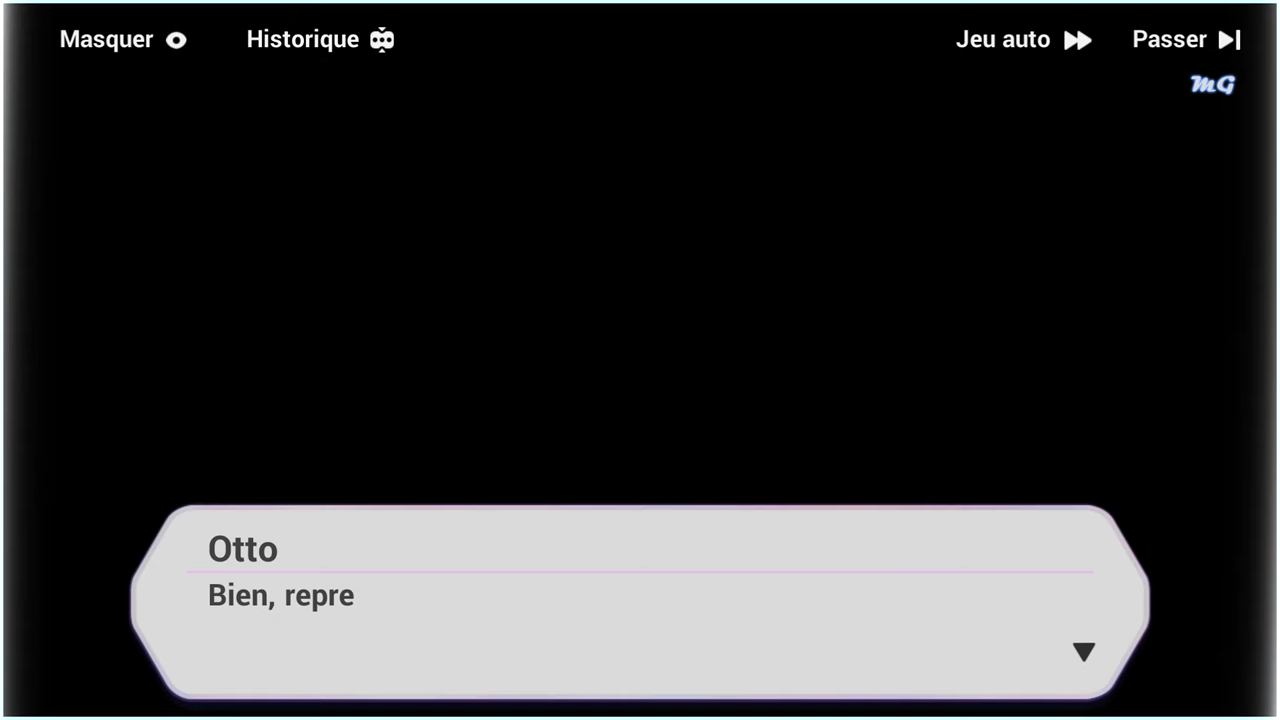 Masquer
Historique
Jeu auto
Passer
MG
Otto
Bien, repre